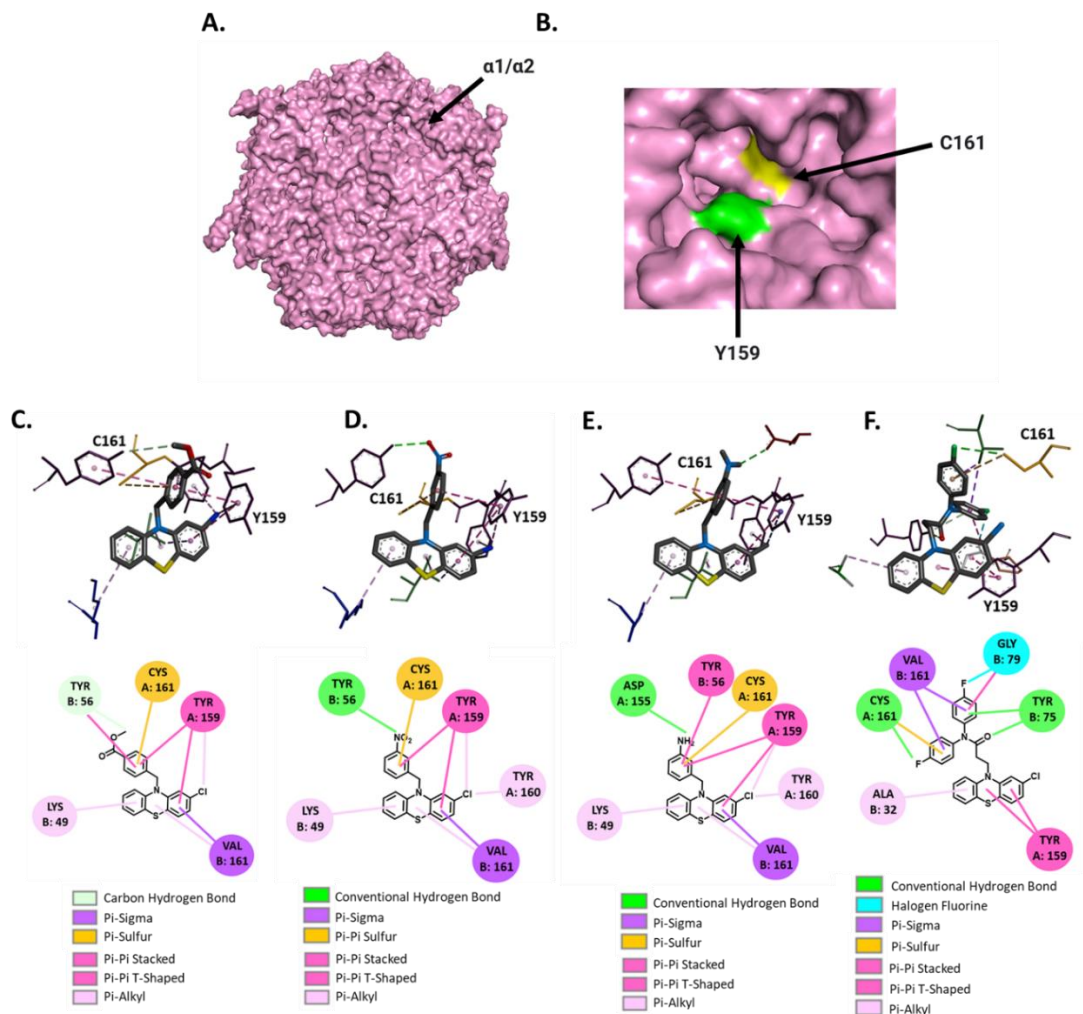 A.
B.
α1/α2
C161
Y159
C.
D.
E.
F.
C161
Y159
C161
Y159
C161
Y159
C161
Y159
TYR
B: 56
CYS
A: 161
TYR
A: 159
LYS
B: 49
VAL
B: 161
O
O
N
S
Cl
Carbon Hydrogen Bond
Pi-Sigma
Pi-Sulfur
Pi-Pi Stacked
Pi-Pi T-Shaped
Pi-Alkyl
TYR
B: 56
CYS
A: 161
TYR
A: 159
TYR
A: 160
LYS
B: 49
VAL
B: 161
NO2
N
S
Cl
Conventional Hydrogen Bond
Pi-Sigma
Pi-Pi Sulfur
Pi-Pi Stacked
Pi-Pi T-Shaped
Pi-Alkyl
ASP
A: 155
TYR
B: 56
CYS
A: 161
TYR
A: 159
TYR
A: 160
LYS
B: 49
VAL
B: 161
NH2
N
S
Cl
Conventional Hydrogen Bond
Pi-Sigma
Pi-Sulfur
Pi-Pi Stacked
Pi-Pi T-Shaped
Pi-Alkyl
VAL
B: 161
GLY
B: 79
CYS
A: 161
TYR
B: 75
ALA
B: 32
TYR
A: 159
F
N
O
F
N
S
Cl
Conventional Hydrogen Bond
Halogen Fluorine
Pi-Sigma
Pi-Sulfur
Pi-Pi Stacked
Pi-Pi T-Shaped
Pi-Alkyl